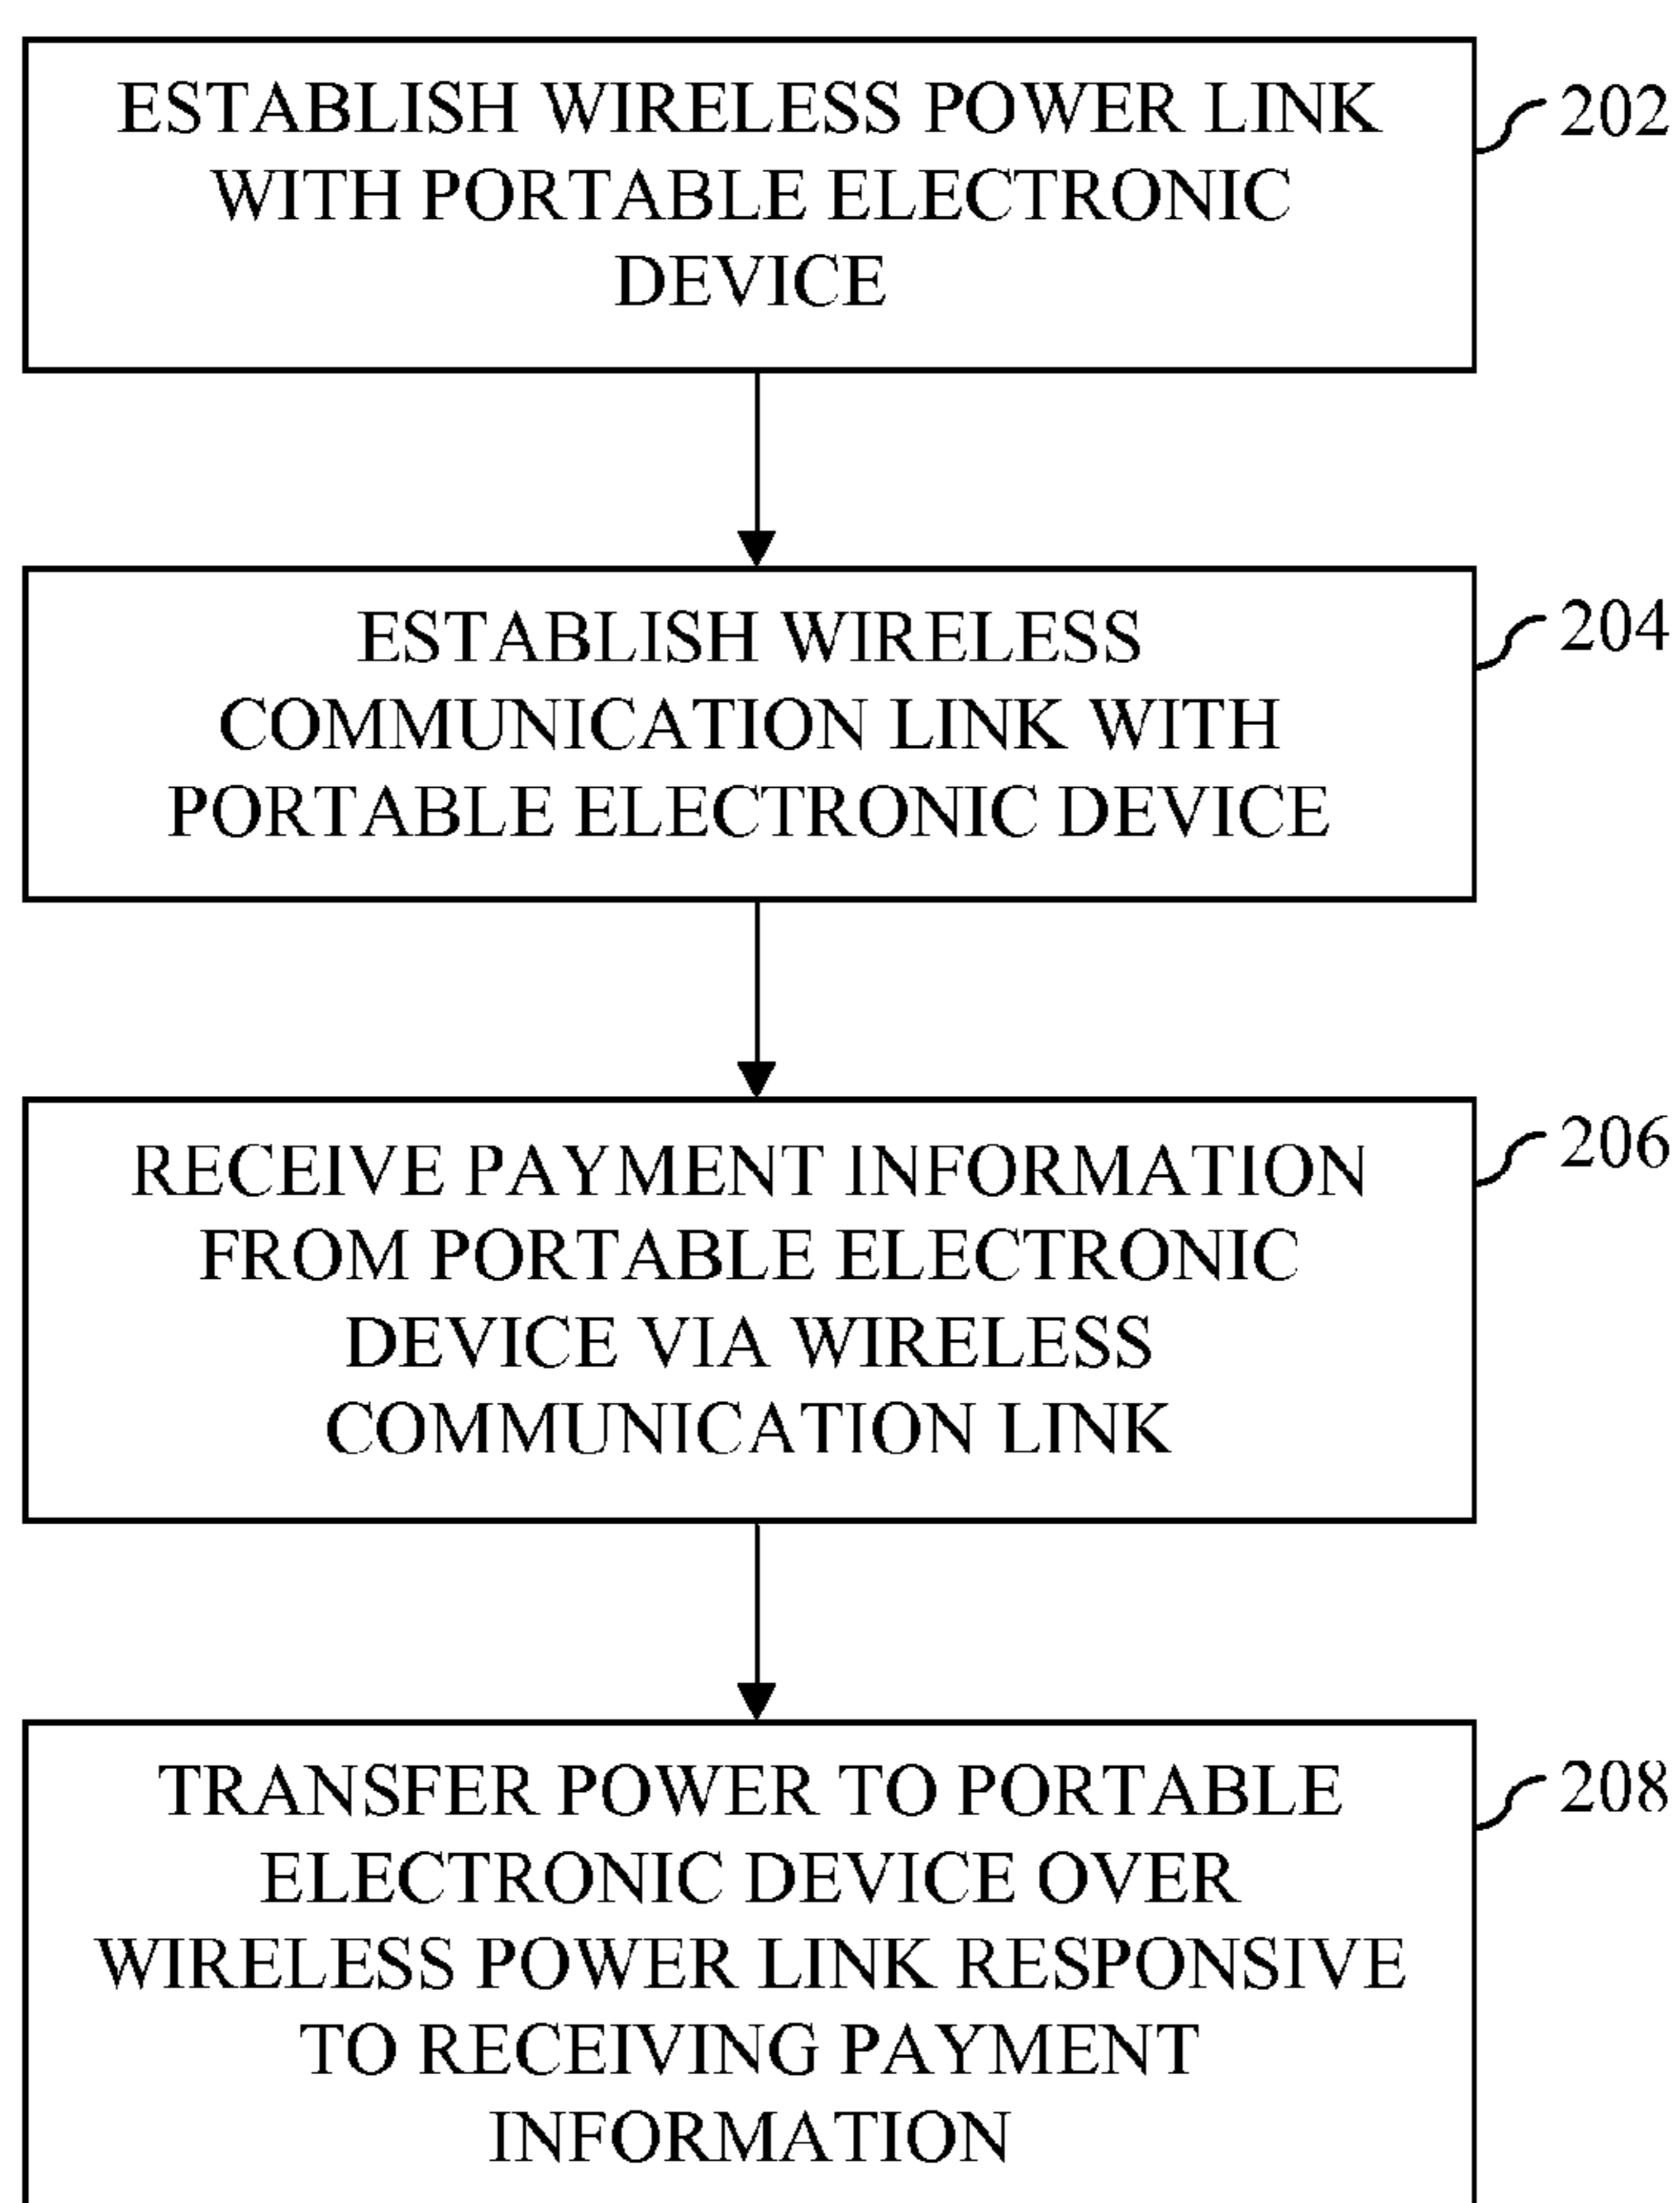 ESTABLISH WIRELESS POWER LINK
WITH PORTABLE ELECTRONIC
DEVICE
202
ESTABLISH WIRELESS
COMMUNICATION LINK WITH
PORTABLE ELECTRONIC DEVICE
204
RECEIVE PAYMENT INFORMATION
FROM PORTABLE ELECTRONIC
DEVICE VIA WIRELESS
COMMUNICATION LINK
206
TRANSFER POWER TO PORTABLE
ELECTRONIC DEVICE OVER
WIRELESS POWER LINK RESPONSIVE
TO RECEIVING PAYMENT
INFORMATION
208